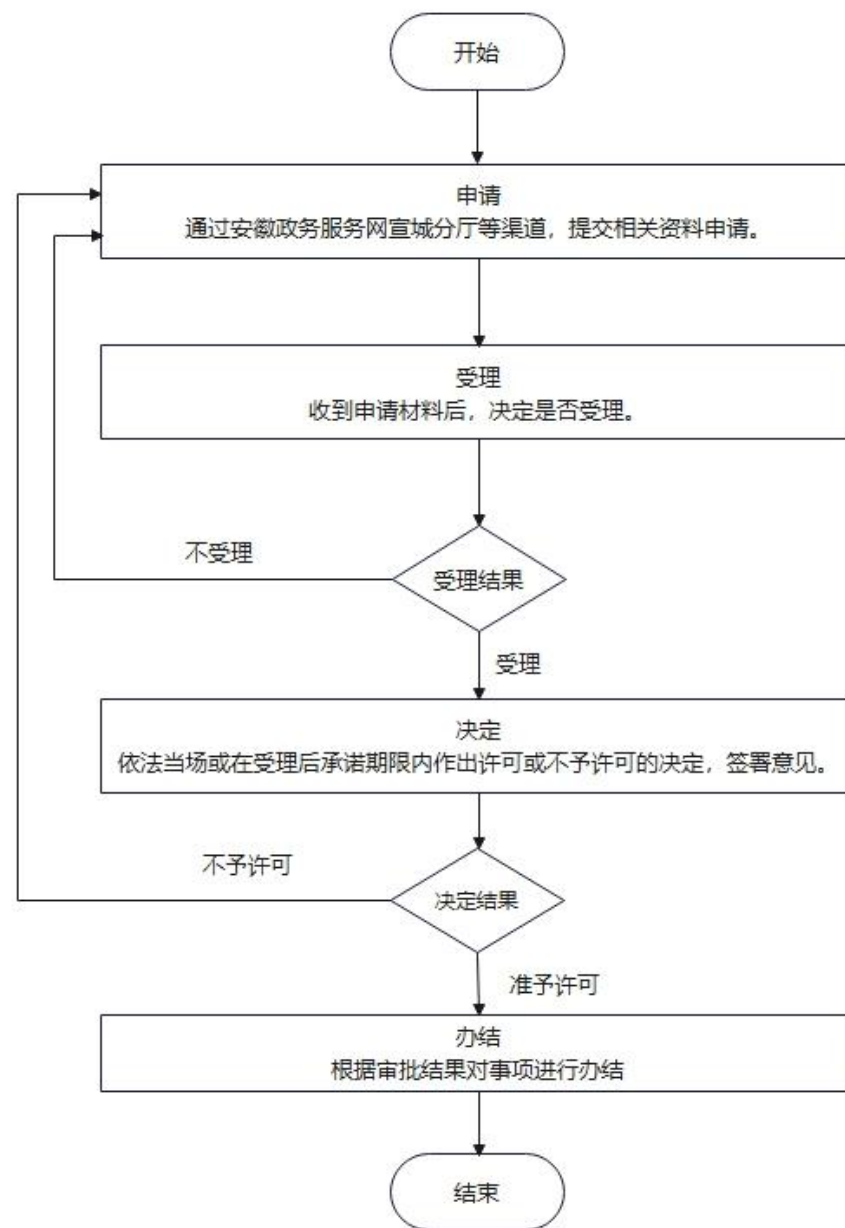 开始
申请
通过安徽政务服务网宣城分厅等渠道，提交相关资料申请。
受理
收到申请材料后，决定是否受理。
不受理
受理结果
受理
决定
依法当场或在受理后承诺期限内作出许可或不予许可的决定，签署意见。
不予许可
决定结果
准予许可
办结
根据审批结果对事项进行办结
结束